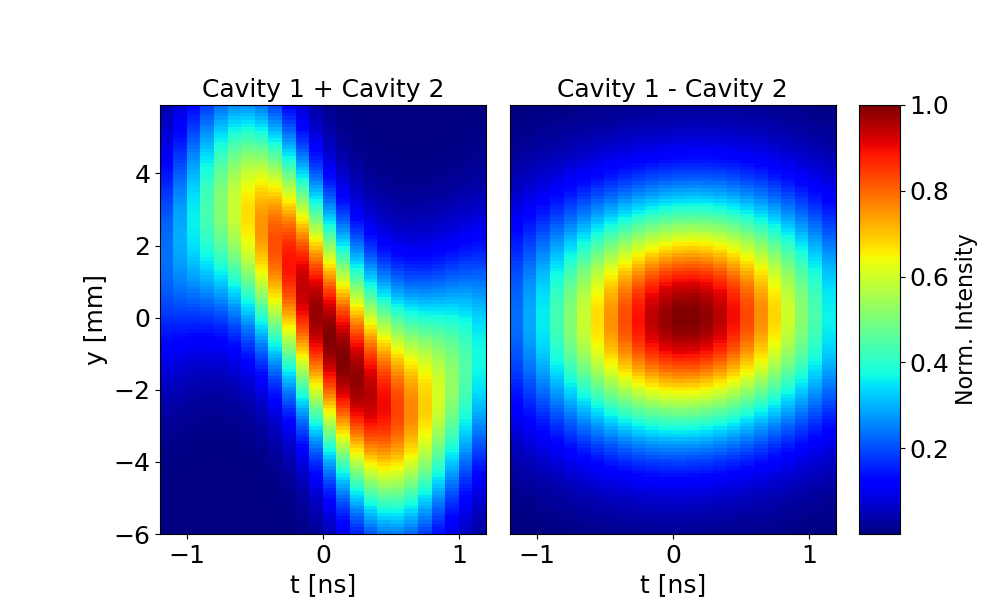 Cavity 1 + Cavity 2
Cavity 1 - Cavity 2
4
2
0
−2
−4
−6
y [mm]
−1
0
1
t [ns]
−1
0
1
t [ns]
1.0
0.8
0.6
0.4
0.2
Norm. Intensity